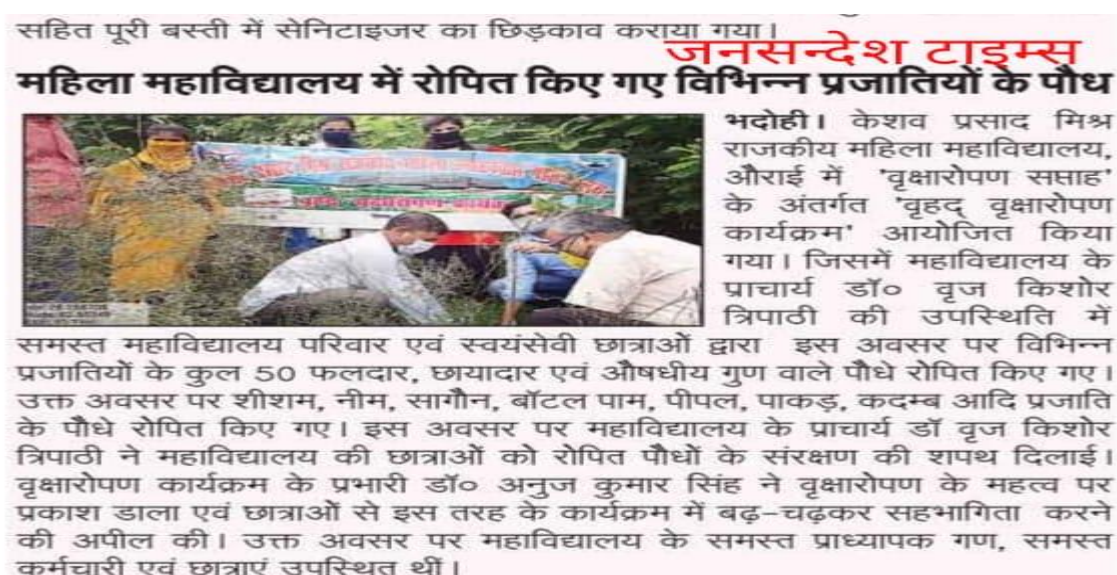 सहित पूरी बस्ती में सेनिटाइजर का छिड़काव कराया गया।
जनसन्देश टाइम्स
महिला महाविद्यालय में रोपित किए गए विभिन्न प्रजातियों के पौध
भदोही। केशव प्रसाद मिश्र
राजकीय महिला महाविद्यालय,
औराई में 'वृक्षारोपण सप्ताह'
के अंतर्गत 'वृहद् वृक्षारोपण
कार्यक्रम' आयोजित किया
गया। जिसमें महाविद्यालय के
प्राचार्य डॉ० वृज किशोर
त्रिपाठी की उपस्थिति में
समस्त महाविद्यालय परिवार एवं स्वयंसेवी छात्राओं द्वारा इस अवसर पर विभिन्न
प्रजातियों के कुल 50 फलदार, छायादार एवं औषधीय गुण वाले पौधे रोपित किए गए।
उक्त अवसर पर शीशम, नीम, सागौन, बॉटल पाम, पीपल, पाकड़, कदम्ब आदि प्रजाति
के पौधे रोपित किए गए। इस अवसर पर महाविद्यालय के प्राचार्य डॉ वृज किशोर
त्रिपाठी ने महाविद्यालय की छात्राओं को रोपित पौधों के संरक्षण की शपथ दिलाई।
वृक्षारोपण कार्यक्रम के प्रभारी डॉ० अनुज कुमार सिंह ने वृक्षारोपण के महत्व पर
प्रकाश डाला एवं छात्राओं से इस तरह के कार्यक्रम में बढ़-चढ़कर सहभागिता करने
की अपील की। उक्त अवसर पर महाविद्यालय के समस्त प्राध्यापक गण, समस्त
कर्मचारी एवं छात्राएं उपस्थित थीं।